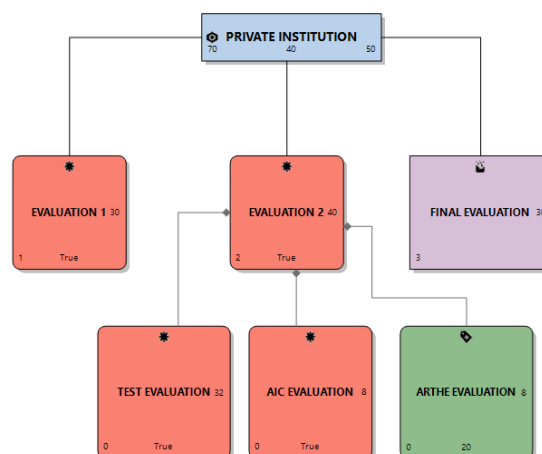 PRIVATE INSTITUTION
70 40 50
EVALUATION 1 30
1 True
EVALUATION 2 40
2 True
FINAL EVALUATION 30
3
TEST EVALUATION 32
0 True
AIC EVALUATION 8
0 True
ARTHE EVALUATION 8
0 20